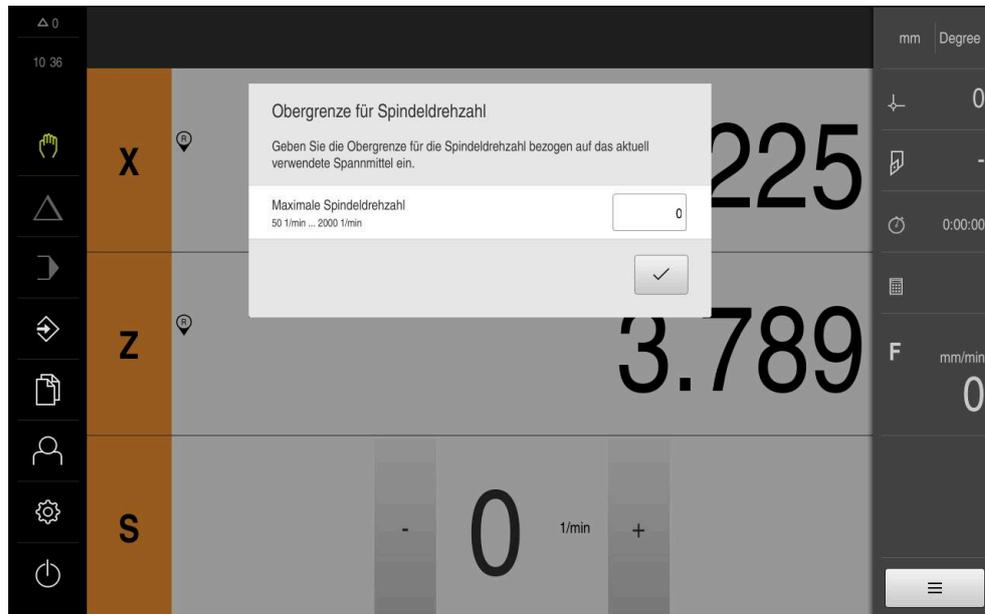 0
10 36
mm Degree
Obergrenze für Spindeldrehzahl
Geben Sie die Obergrenze für die Spindeldrehzahl bezogen auf das aktuell
verwendete Spannmittel ein.
Maximale Spindeldrehzahl
50 1/min ... 2000 1/min
0
X
R
225
0
-
0:00:00
Z
R
3.789
F
mm/min
0
S
-
0
1/min
+